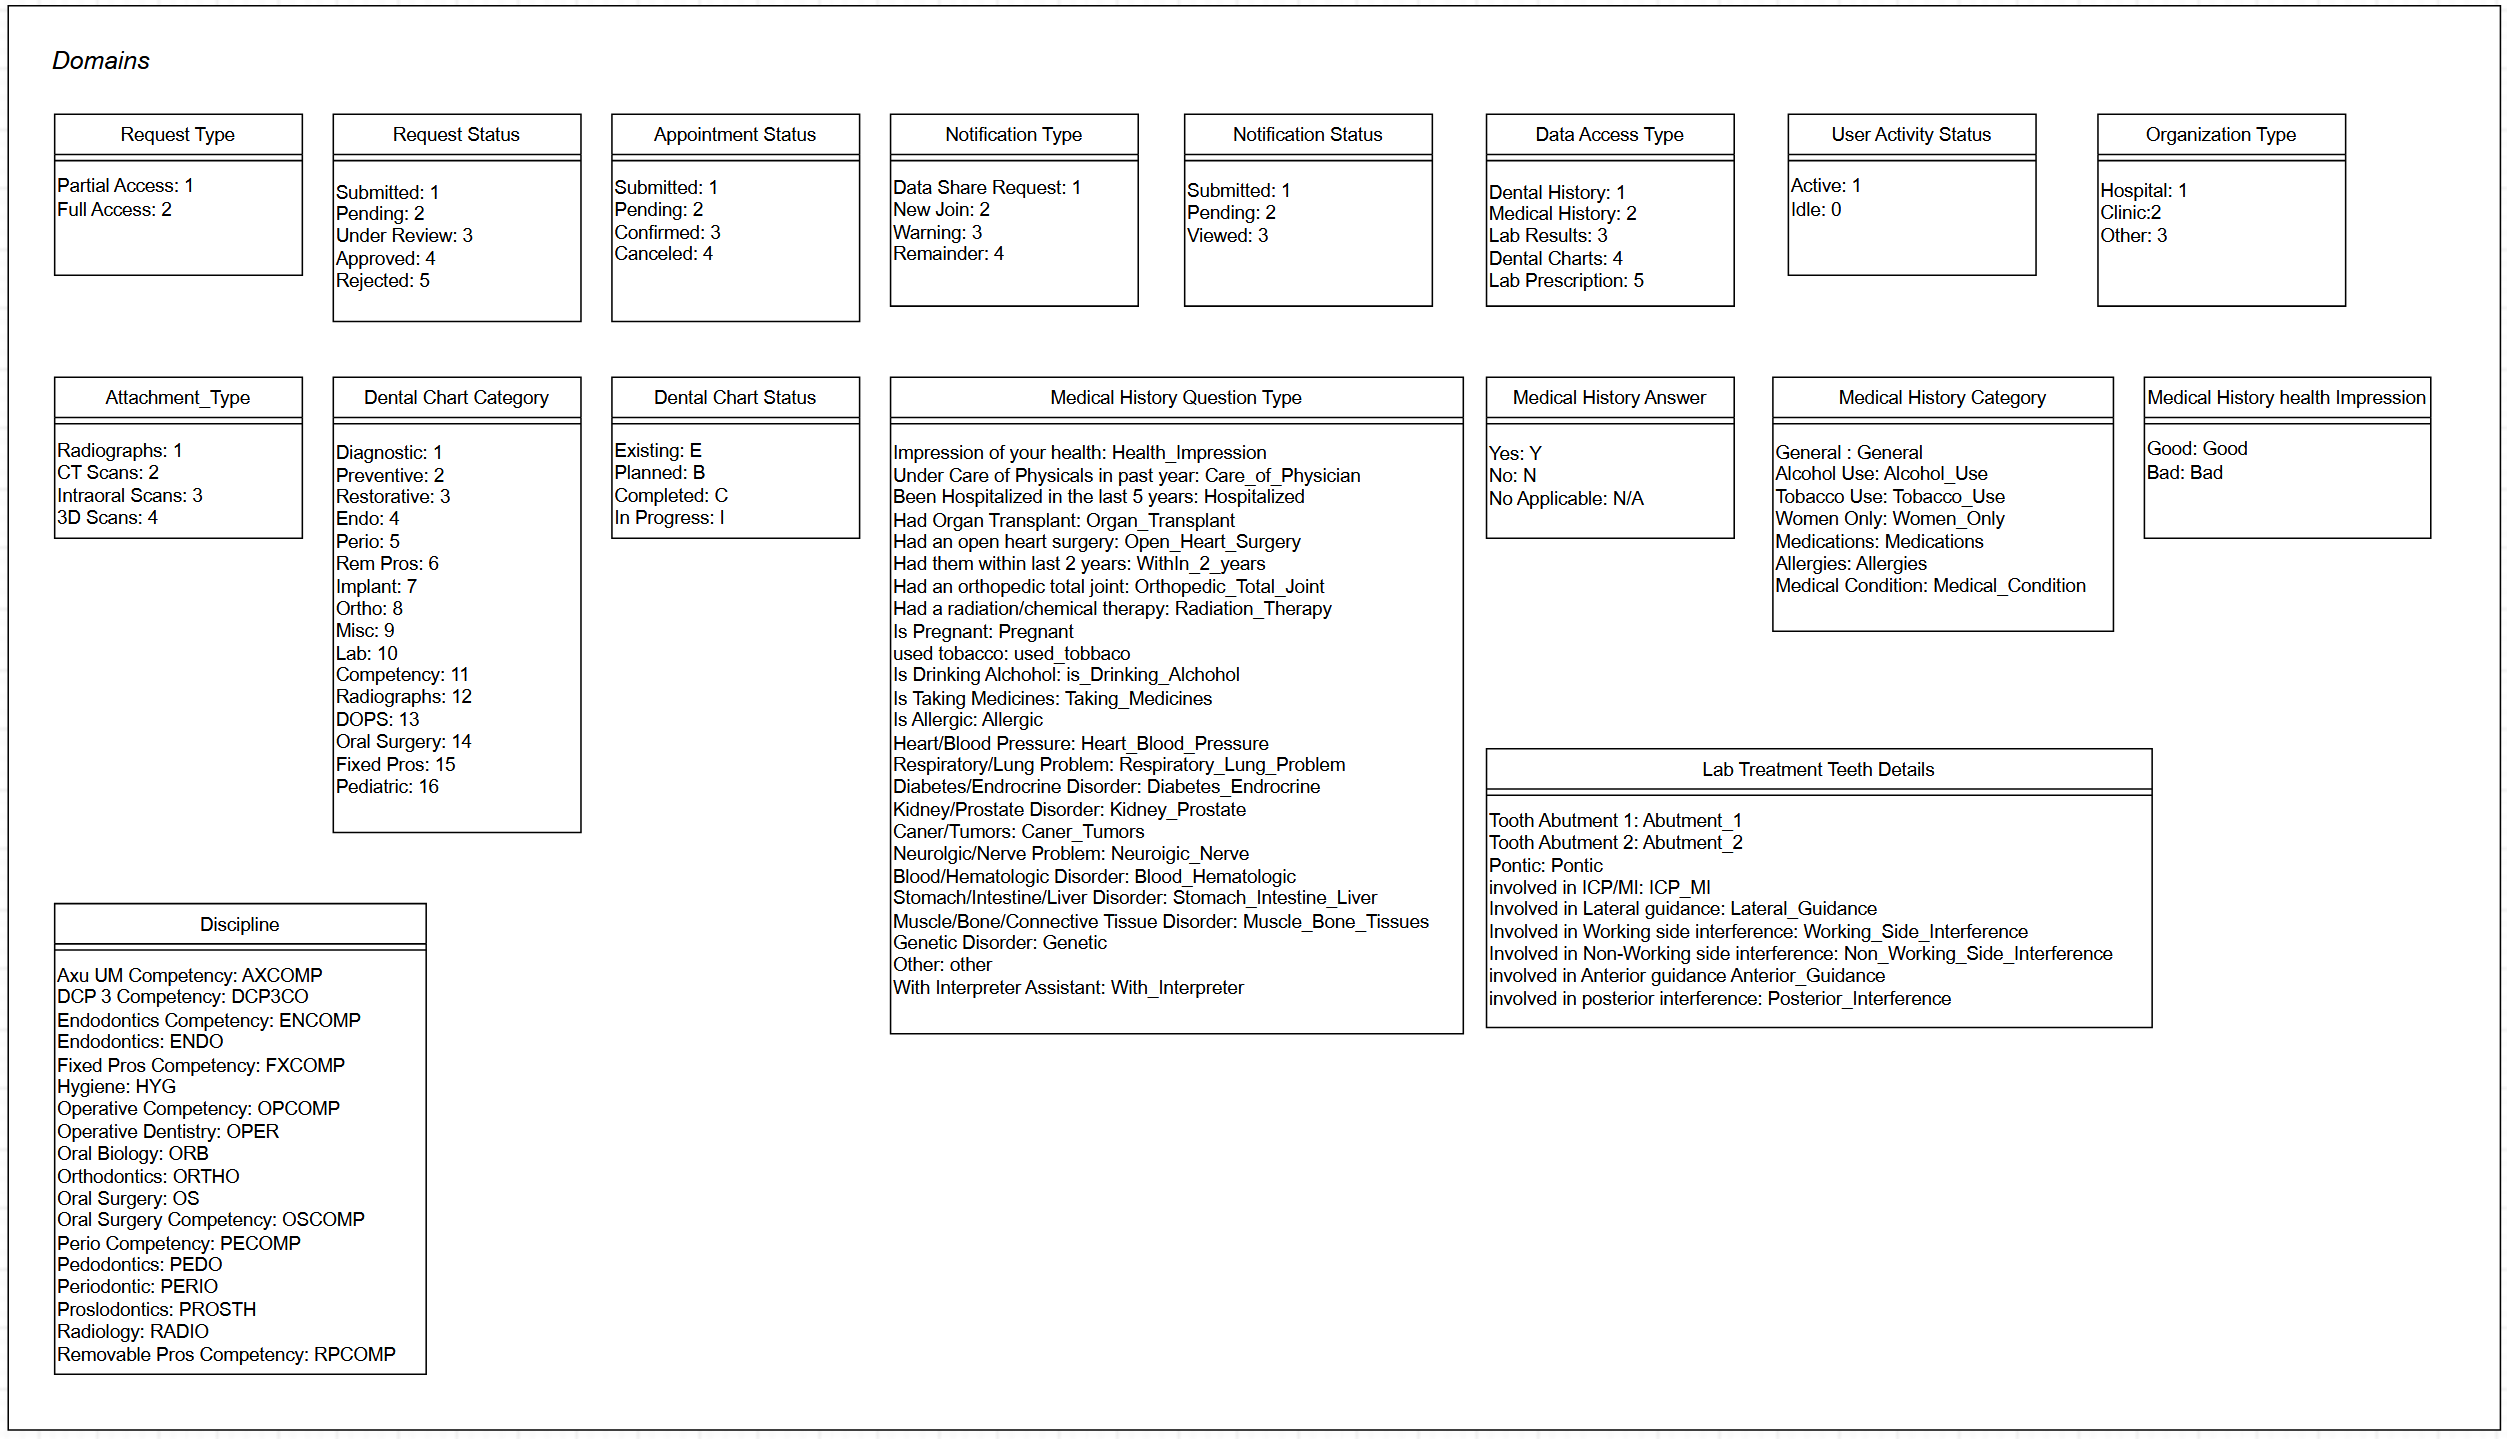 Domains
Request Type
Partial Access: 1
Full Access: 2
Request Status
Submitted: 1
Pending: 2
Under Review: 3
Approved: 4
Rejected: 5
Appointment Status
Submitted: 1
Pending: 2
Confirmed: 3
Canceled: 4
Notification Type
Data Share Request: 1
New Join: 2
Warning: 3
Remainder: 4
Notification Status
Submitted: 1
Pending: 2
Viewed: 3
Data Access Type
Dental History: 1
Medical History: 2
Lab Results: 3
Dental Charts: 4
Lab Prescription: 5
User Activity Status
Active: 1
Idle: 0
Organization Type
Hospital: 1
Clinic:2
Other: 3
Attachment_Type
Radiographs: 1
CT Scans: 2
Intraoral Scans: 3
3D Scans: 4
Dental Chart Category
Diagnostic: 1
Preventive: 2
Restorative: 3
Endo: 4
Perio: 5
Rem Pros: 6
Implant: 7
Ortho: 8
Misc: 9
Lab: 10
Competency: 11
Radiographs: 12
DOPS: 13
Oral Surgery: 14
Fixed Pros: 15
Pediatric: 16
Dental Chart Status
Existing: E
Planned: B
Completed: C
In Progress: I
Medical History Question Type
Impression of your health: Health_Impression
Under Care of Physicals in past year: Care_of_Physician
Been Hospitalized in the last 5 years: Hospitalized
Had Organ Transplant: Organ_Transplant
Had an open heart surgery: Open_Heart_Surgery
Had them within last 2 years: WithIn_2_years
Had an orthopedic total joint: Orthopedic_Total_Joint
Had a radiation/chemical therapy: Radiation_Therapy
Is Pregnant: Pregnant
used tobacco: used_tobbaco
Is Drinking Alchohol: is_Drinking_Alchohol
Is Taking Medicines: Taking_Medicines
Is Allergic: Allergic
Heart/Blood Pressure: Heart_Blood_Pressure
Respiratory/Lung Problem: Respiratory_Lung_Problem
Diabetes/Endrocrine Disorder: Diabetes_Endrocrine
Kidney/Prostate Disorder: Kidney_Prostate
Caner/Tumors: Caner_Tumors
Neurolgic/Nerve Problem: Neuroigic_Nerve
Blood/Hematologic Disorder: Blood_Hematologic
Stomach/Intestine/Liver Disorder: Stomach_Intestine_Liver
Muscle/Bone/Connective Tissue Disorder: Muscle_Bone_Tissues
Genetic Disorder: Genetic
Other: other
With Interpreter Assistant: With_Interpreter
Medical History Answer
Yes: Y
No: N
No Applicable: N/A
Medical History Category
General : General
Alcohol Use: Alcohol_Use
Tobacco Use: Tobacco_Use
Women Only: Women_Only
Medications: Medications
Allergies: Allergies
Medical Condition: Medical_Condition
Medical History health Impression
Good: Good
Bad: Bad
Lab Treatment Teeth Details
Tooth Abutment 1: Abutment_1
Tooth Abutment 2: Abutment_2
Pontic: Pontic
involved in ICP/MI: ICP_MI
Involved in Lateral guidance: Lateral_Guidance
Involved in Working side interference: Working_Side_Interference
Involved in Non-Working side interference: Non_Working_Side_Interference
involved in Anterior guidance Anterior_Guidance
involved in posterior interference: Posterior_Interference
Discipline
Axu UM Competency: AXCOMP
DCP 3 Competency: DCP3CO
Endodontics Competency: ENCOMP
Endodontics: ENDO
Fixed Pros Competency: FXCOMP
Hygiene: HYG
Operative Competency: OPCOMP
Operative Dentistry: OPER
Oral Biology: ORB
Orthodontics: ORTHO
Oral Surgery: OS
Oral Surgery Competency: OSCOMP
Perio Competency: PECOMP
Pedodontics: PEDO
Periodontic: PERIO
Proslodontics: PROSTH
Radiology: RADIO
Removable Pros Competency: RPCOMP